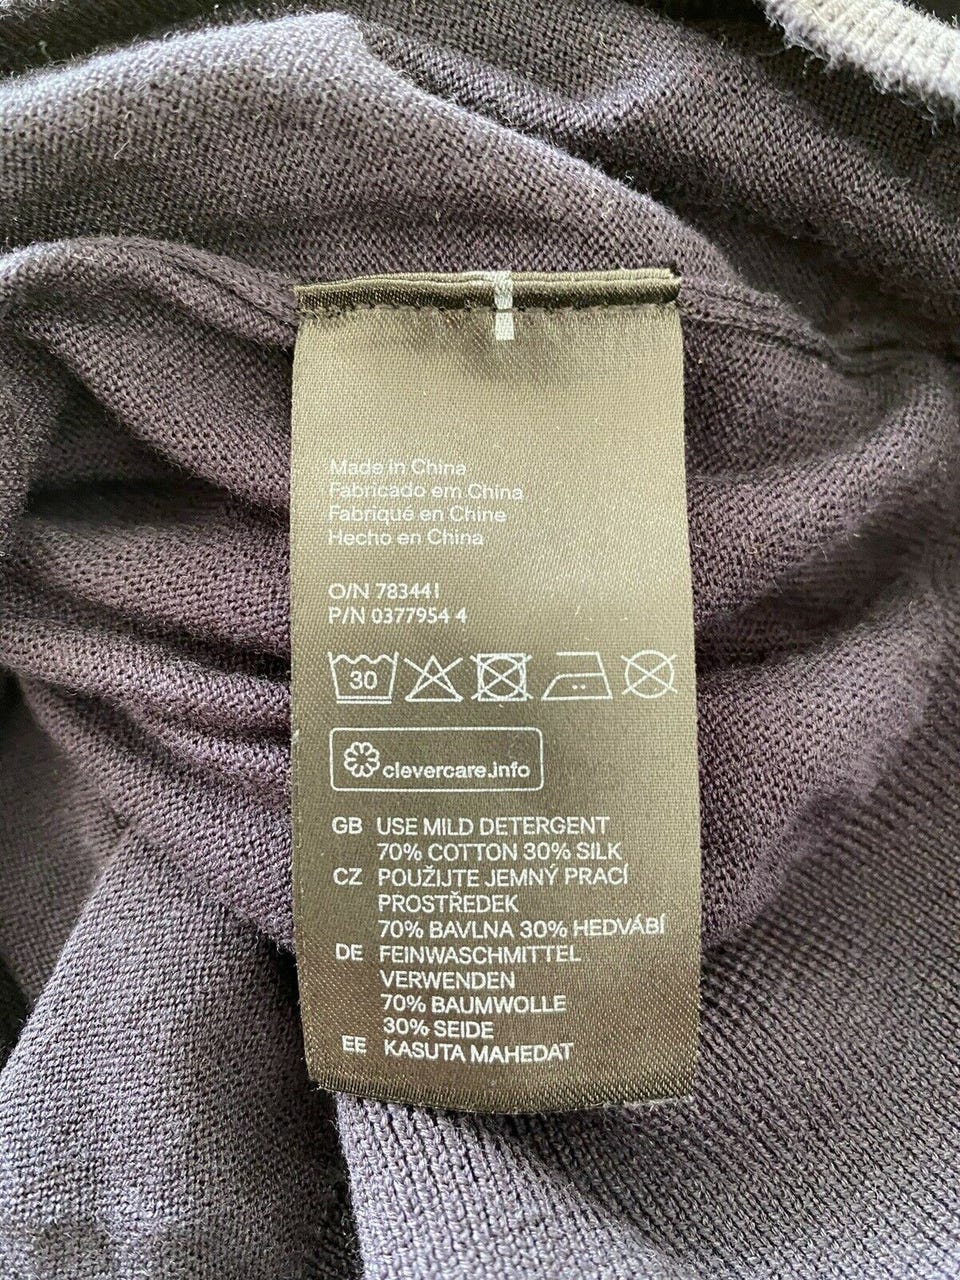 Made in China
Fabricado em China
Fabriqué en Chine
Hecho en China
O/N 783441
P/N 0377954 4
30
clevercare.info
GB USE MILD DETERGENT
70% COTTON 30% SILK
CZ POUŽIJTE JEMNÝ PRACÍ
PROSTŘEDEK
70% BAVLNA 30% HEDVÁBÍ
DE FEINWASCHMITTEL
VERWENDEN
70% BAUMWOLLE
30% SEIDE
EE KASUTA MAHEDAT